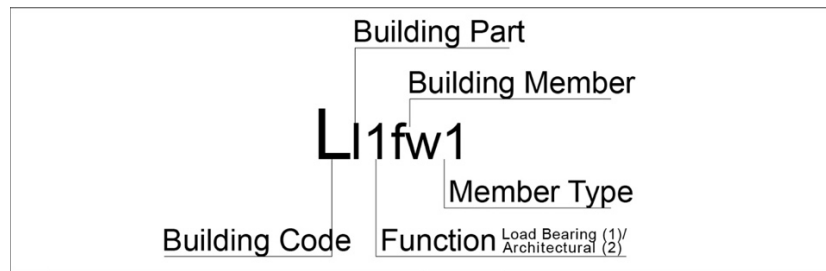 Building Part
Building Member
Ll1fw1
Member Type
Building Code
Function Load Bearing (1)/
Architectural (2)